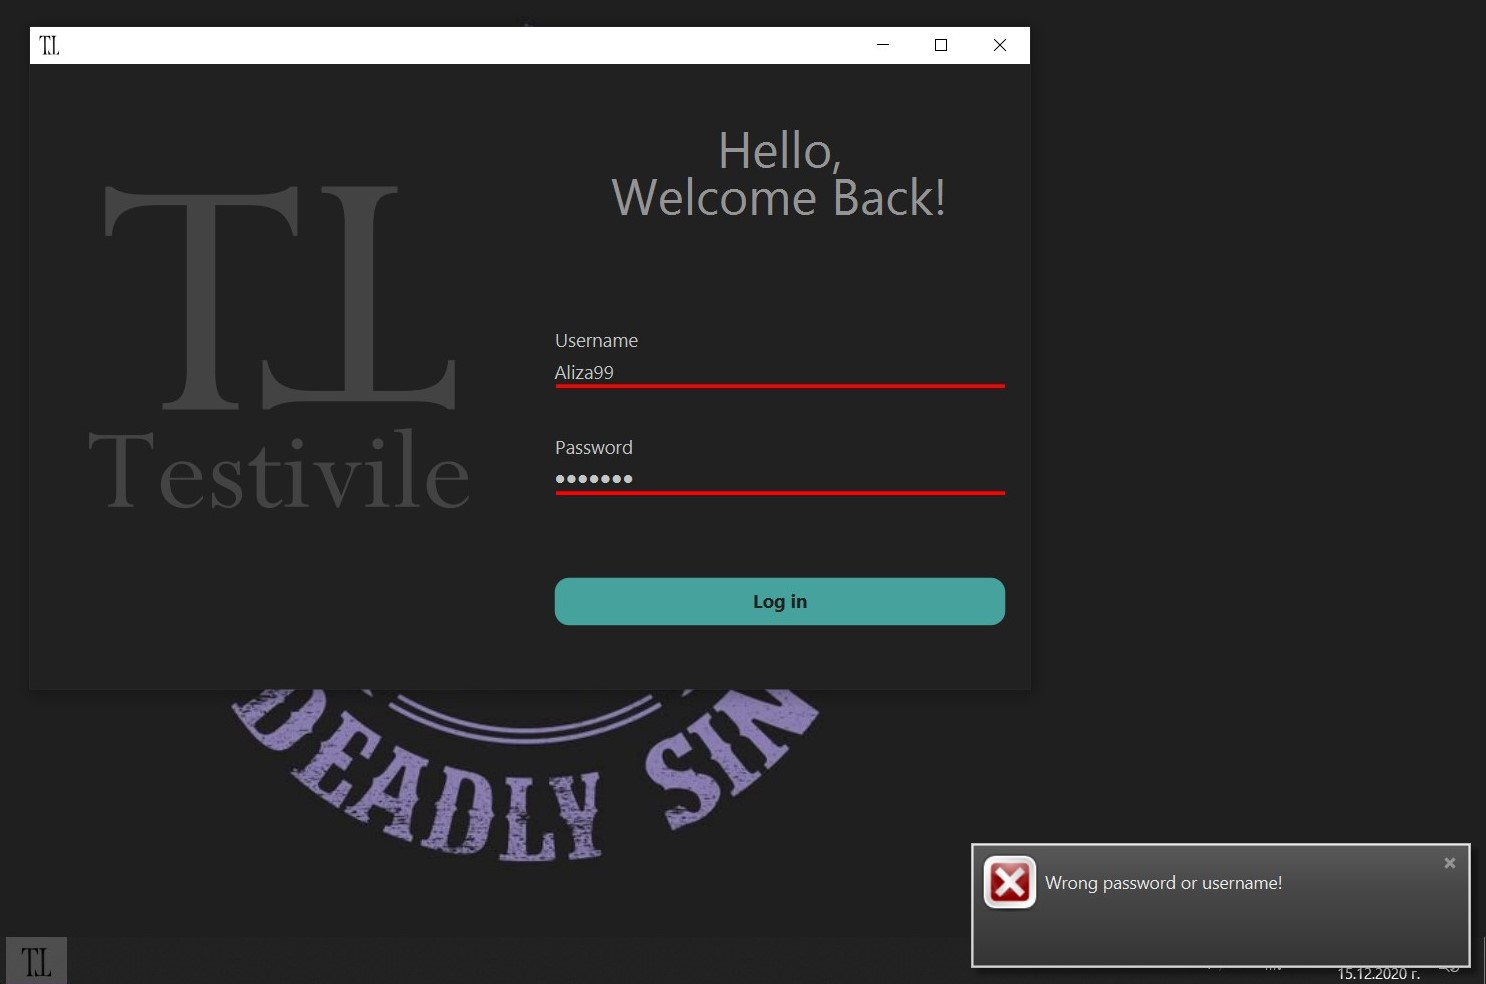 TL
Hello,
Welcome Back!
TL
Testivile
Username
Aliza99
Password
Log in
DEADLY SIN
Wrong password or username!
TL
15.12.2020 г.